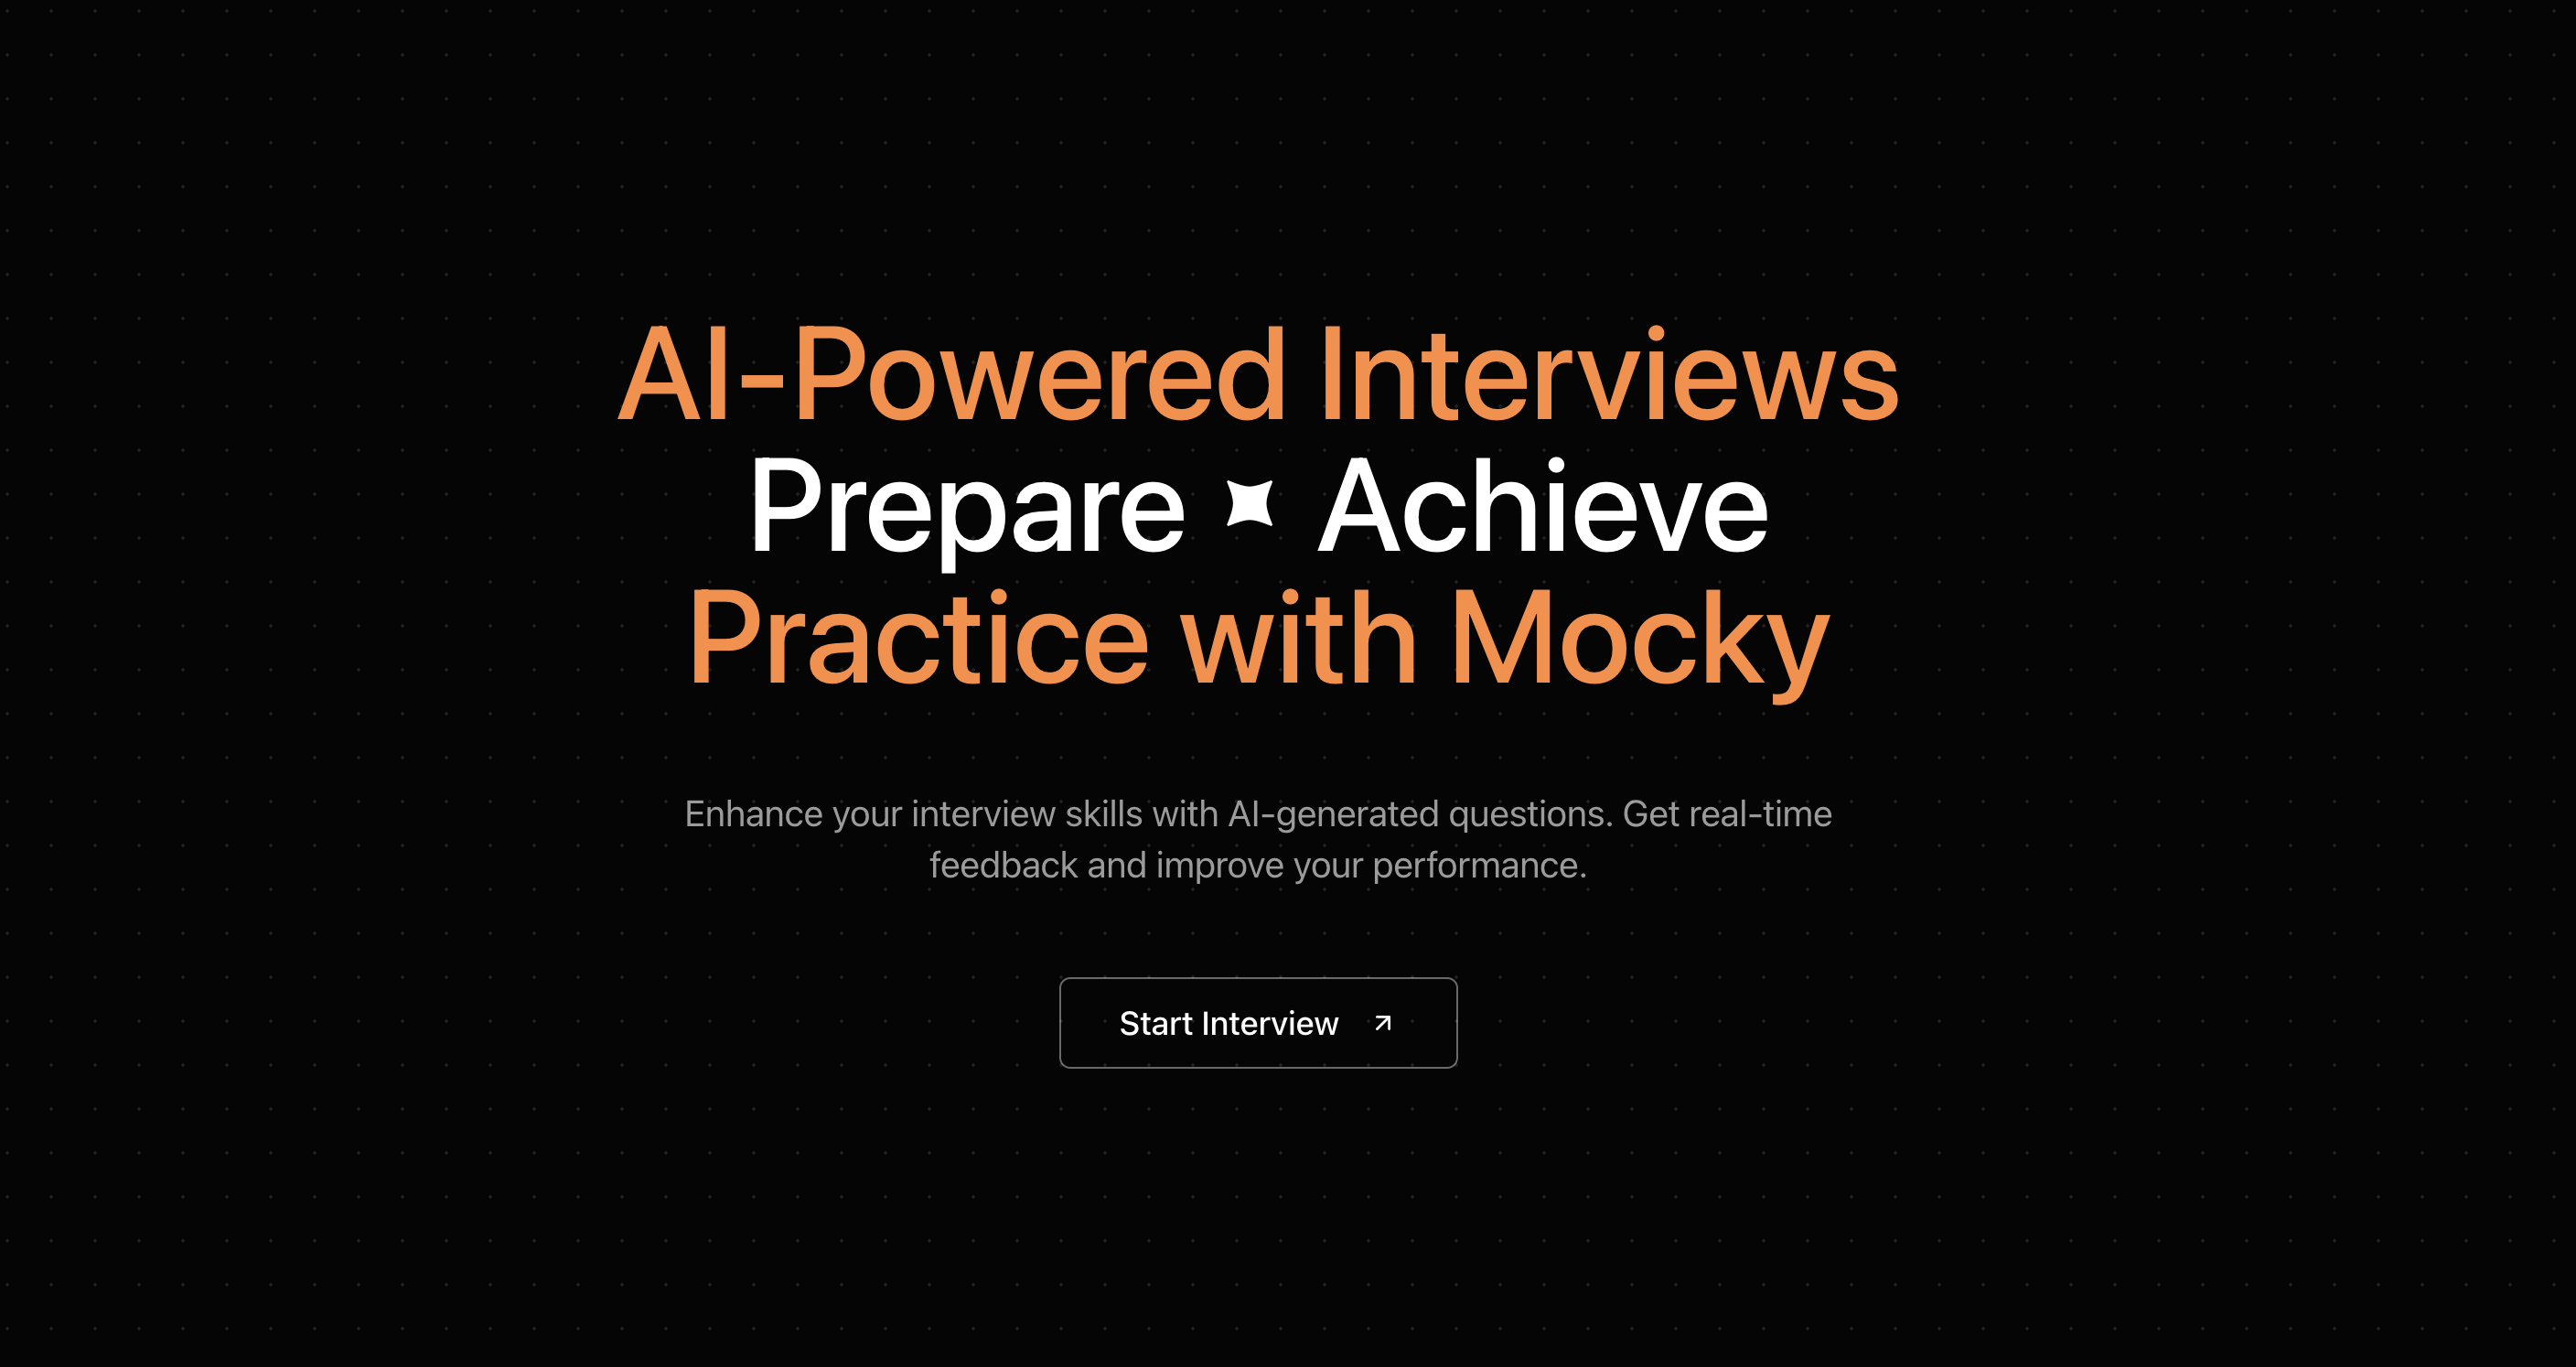 AI-Powered Interviews
Prepare Achieve
Practice with Mocky
Enhance your interview skills with AI-generated questions. Get real-time
feedback and improve your performance.
Start Interview